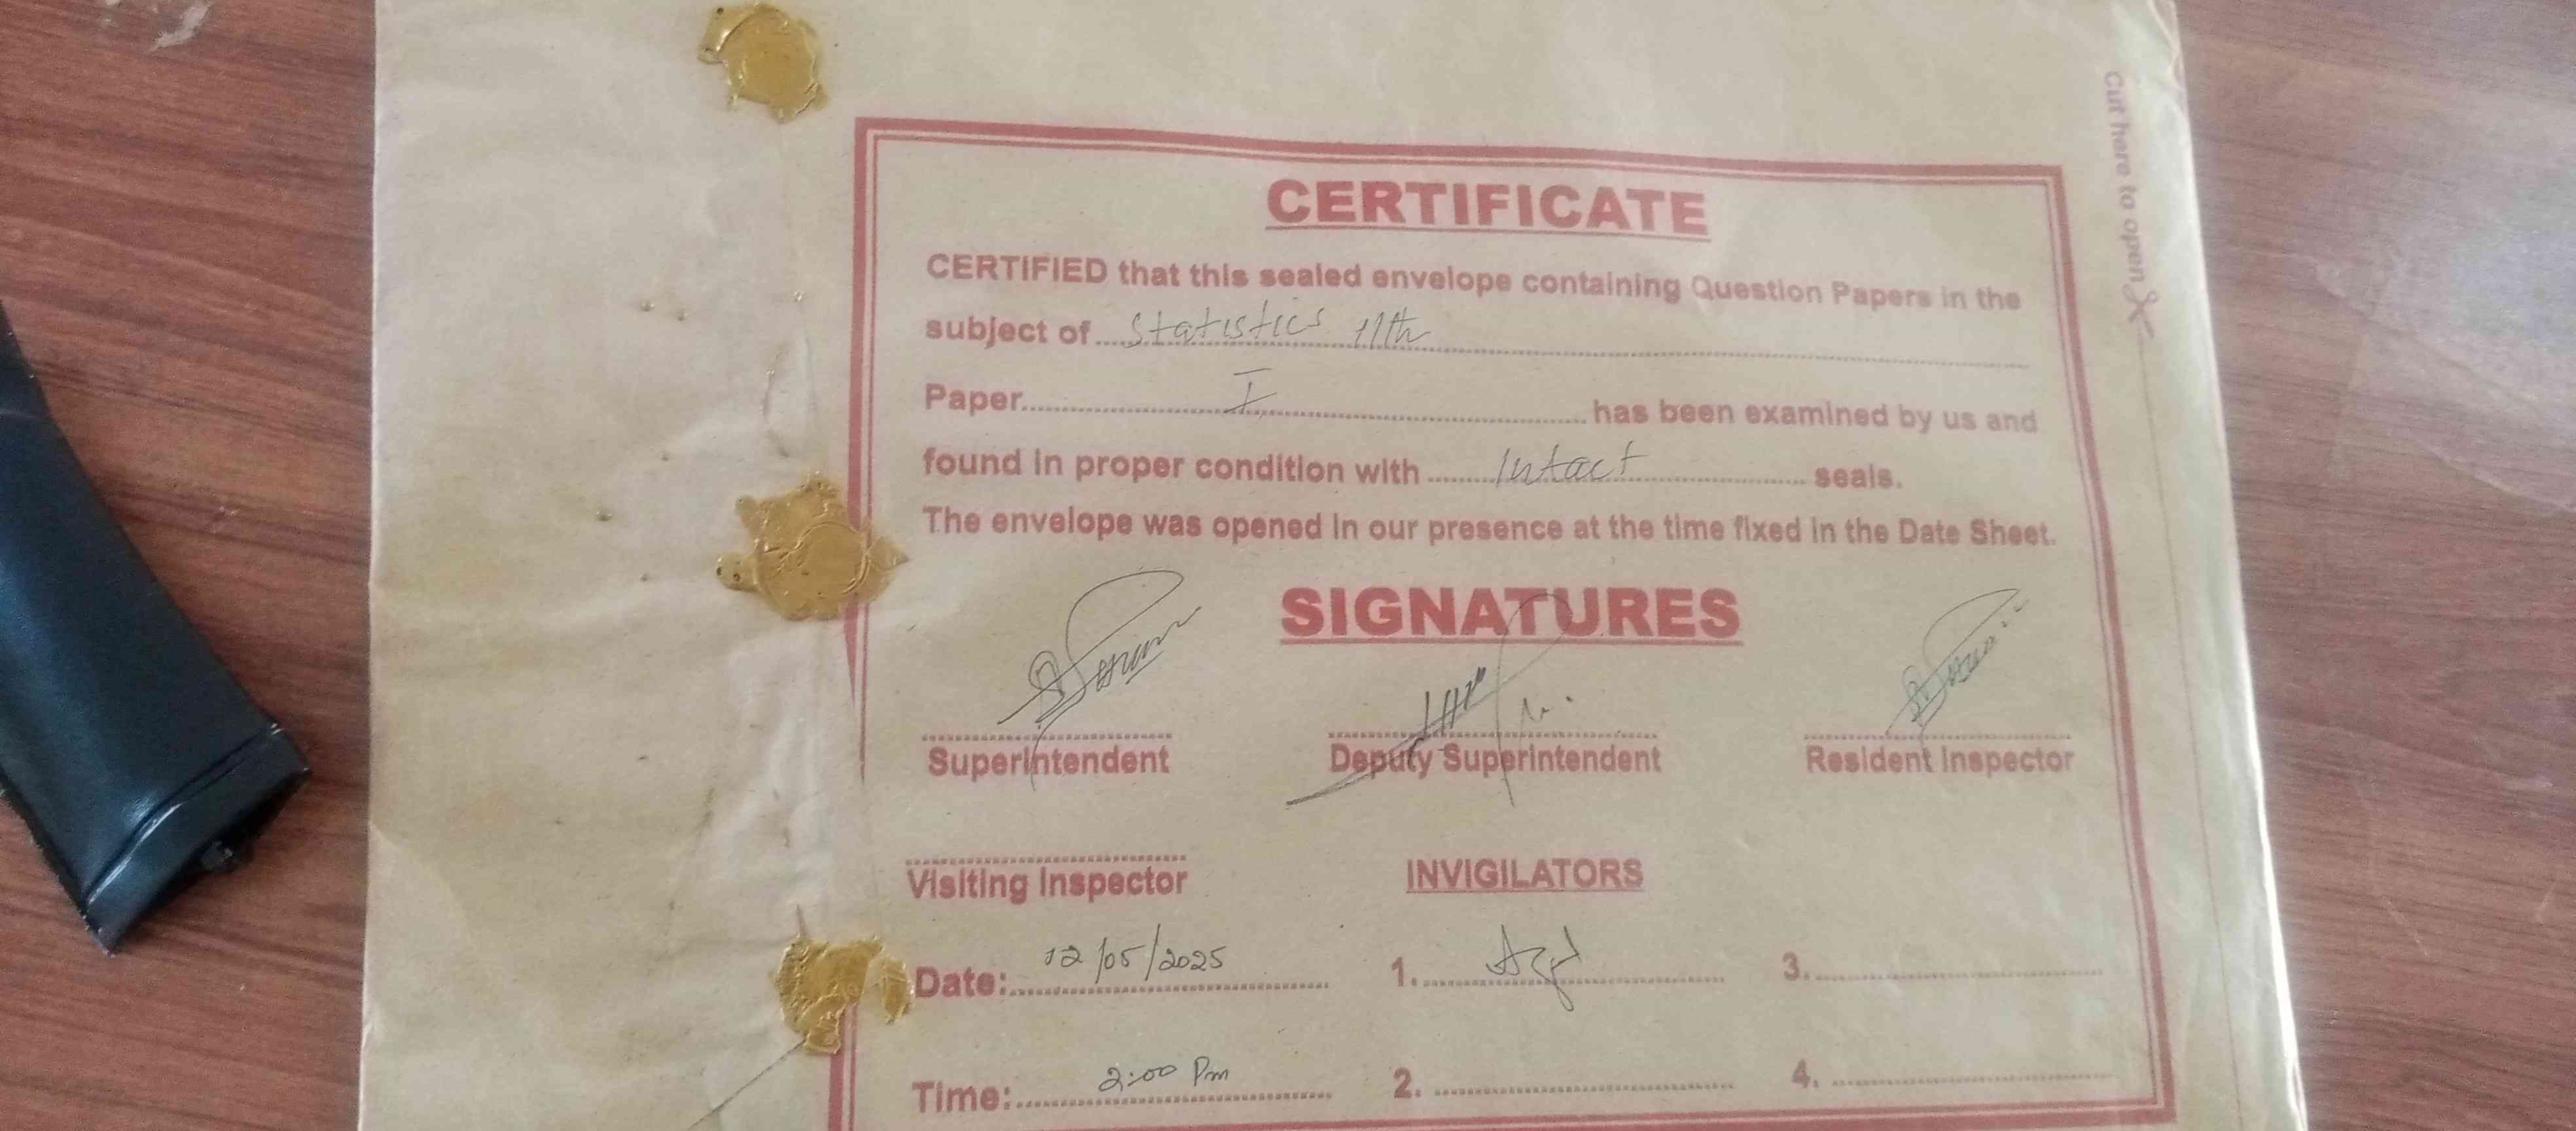 CERTIFICATE
CERTIFIED that this sealed envelope containing Question Papers in the
subject of Statistics 11th
Paper I has been examined by us and
found in proper condition with Intact seals.
The envelope was opened in our presence at the time fixed in the Date Sheet.
SIGNATURES
Superintendent Deputy Superintendent Resident Inspector
Visiting Inspector INVIGILATORS
Date: 12/05/2025 1. 3.
Time: 2:00 Pm 2. 4.
Cut here to open